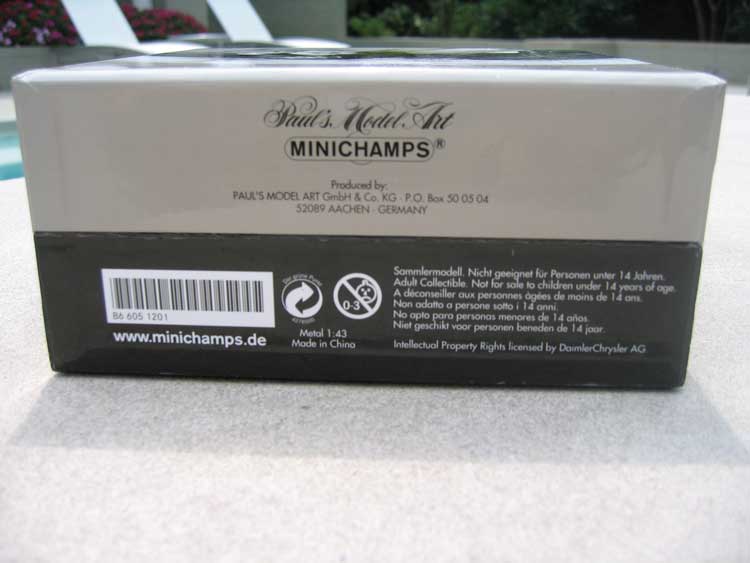 Paul's Model Art
MINICHAMPS®
Produced by:
PAUL'S MODEL ART GmbH & Co. KG · P.O. Box 50 05 04
52089 AACHEN · GERMANY
B6 605 1201
www.minichamps.de
Der Grüne Punkt
0-3
Metal 1:43
Made in China
Sammlermodell. Nicht geeignet für Personen unter 14 Jahren.
Adult Collectible. Not for sale to children under 14 years of age.
A déconseiller aux personnes âgées de moins de 14 ans.
Non adatto a persone sotto i 14 anni.
No apto para personas menores de 14 años.
Niet geschikt voor personen beneden de 14 jaar.
Intellectual Property Rights licensed by DaimlerChrysler AG